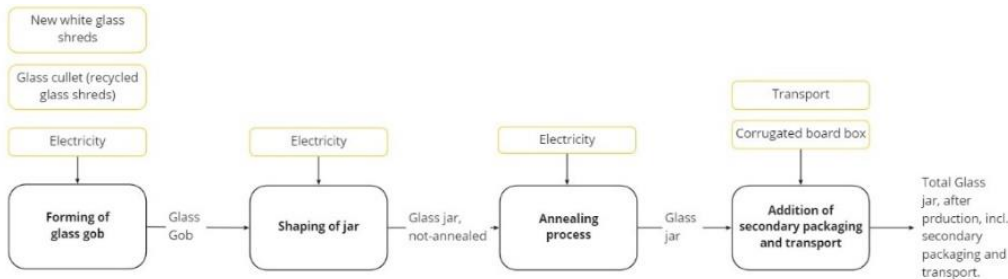 New white glass
shreds
Glass cullet (recycled
glass shreds)
Electricity
Forming of
glass gob
Glass
Gob
Electricity
Shaping of jar
Glass jar,
not-annealed
Electricity
Annealing
process
Glass
jar
Transport
Corrugated board box
Addition of
secondary packaging
and transport
Total Glass
jar, after
prduction, incl.
secondary
packaging and
transport.